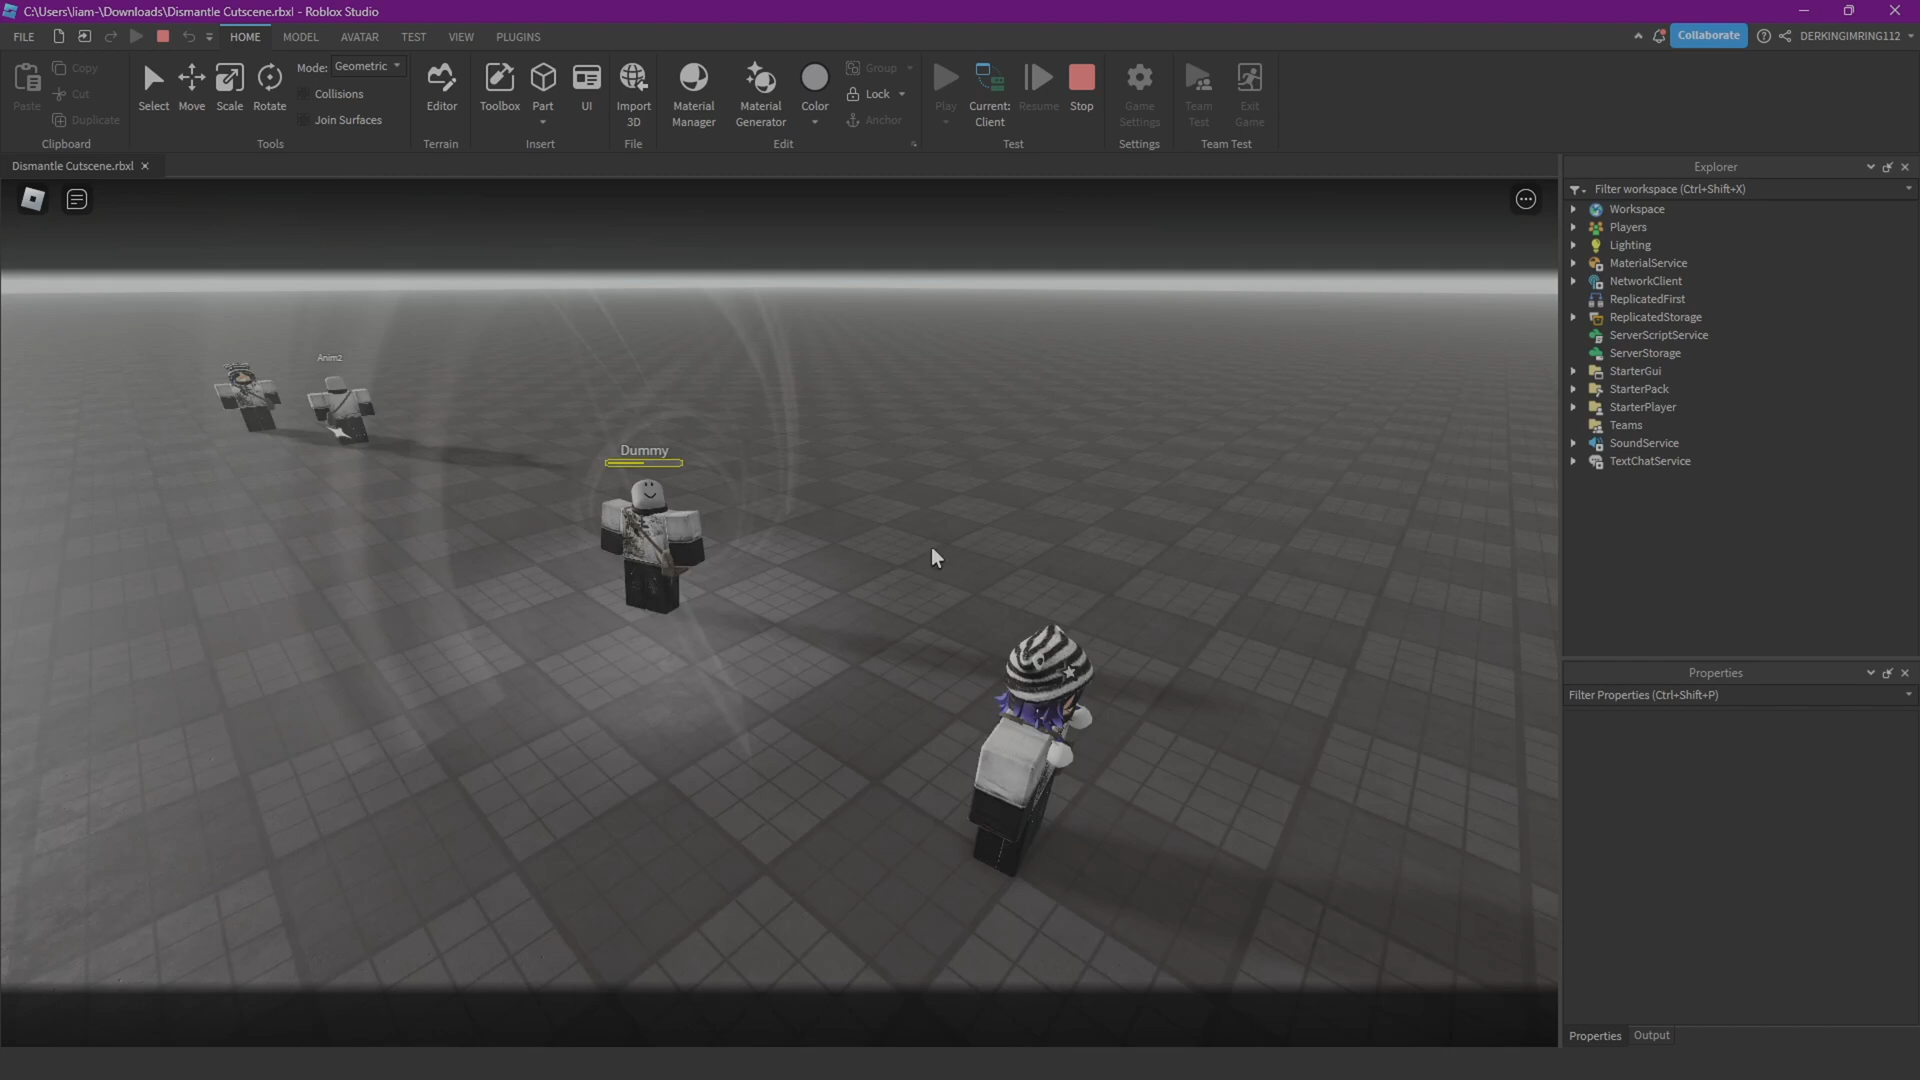 C:\Users\liam-\Downloads\Dismantle Cutscene.rbxl - Roblox Studio
FILE HOME MODEL AVATAR TEST VIEW PLUGINS Collaborate DERKINGIMRING112
Paste Copy Cut Duplicate Clipboard
Select Move Scale Rotate Mode: Geometric Collisions Join Surfaces Tools
Editor Terrain
Toolbox Part UI Insert
Import 3D File
Material Manager Material Generator Color Group Lock Anchor Edit
Play Current: Client Resume Stop Test
Game Settings Settings
Team Test Exit Game Team Test
Dismantle Cutscene.rbxl
Anim2
Dummy
Explorer
Filter workspace (Ctrl+Shift+X)
Workspace
Players
Lighting
MaterialService
NetworkClient
ReplicatedFirst
ReplicatedStorage
ServerScriptService
ServerStorage
StarterGui
StarterPack
StarterPlayer
Teams
SoundService
TextChatService
Properties
Filter Properties (Ctrl+Shift+P)
Properties Output